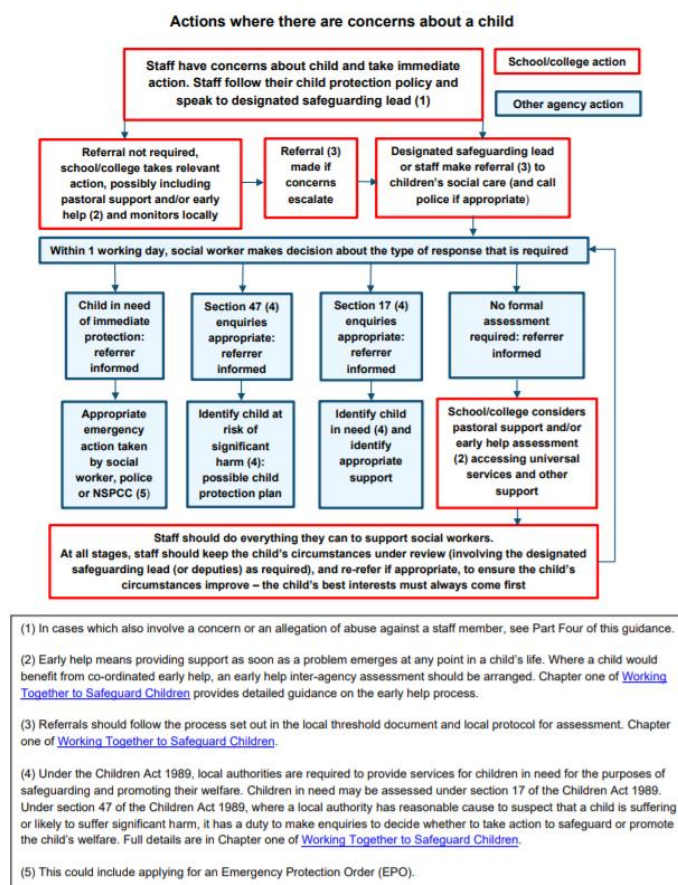 Actions where there are concerns about a child
Staff have concerns about child and take immediate
action. Staff follow their child protection policy and
speak to designated safeguarding lead (1)
School/college action
Other agency action
Referral not required,
school/college takes relevant
action, possibly including
pastoral support and/or early
help (2) and monitors locally
Referral (3)
made if
concerns
escalate
Designated safeguarding lead
or staff make referral (3) to
children's social care (and call
police if appropriate)
Within 1 working day, social worker makes decision about the type of response that is required
Child in need
of immediate
protection:
referrer
informed
Section 47 (4)
enquiries
appropriate:
referrer
informed
Section 17 (4)
enquiries
appropriate:
referrer
informed
No formal
assessment
required: referrer
informed
Appropriate
emergency
action taken
by social
worker, police
or NSPCC (5)
Identify child at
risk of
significant
harm (4):
possible child
protection plan
Identify child
in need (4) and
identify
appropriate
support
School/college considers
pastoral support and/or
early help assessment
(2) accessing universal
services and other
support
Staff should do everything they can to support social workers.
At all stages, staff should keep the child's circumstances under review (involving the designated
safeguarding lead (or deputies) as required), and re-refer if appropriate, to ensure the child's
circumstances improve – the child's best interests must always come first
(1) In cases which also involve a concern or an allegation of abuse against a staff member, see Part Four of this guidance.
(2) Early help means providing support as soon as a problem emerges at any point in a child's life. Where a child would
benefit from co-ordinated early help, an early help inter-agency assessment should be arranged. Chapter one of Working
Together to Safeguard Children provides detailed guidance on the early help process.
(3) Referrals should follow the process set out in the local threshold document and local protocol for assessment. Chapter
one of Working Together to Safeguard Children.
(4) Under the Children Act 1989, local authorities are required to provide services for children in need for the purposes of
safeguarding and promoting their welfare. Children in need may be assessed under section 17 of the Children Act 1989.
Under section 47 of the Children Act 1989, where a local authority has reasonable cause to suspect that a child is suffering
or likely to suffer significant harm, it has a duty to make enquiries to decide whether to take action to safeguard or promote
the child's welfare. Full details are in Chapter one of Working Together to Safeguard Children.
(5) This could include applying for an Emergency Protection Order (EPO).